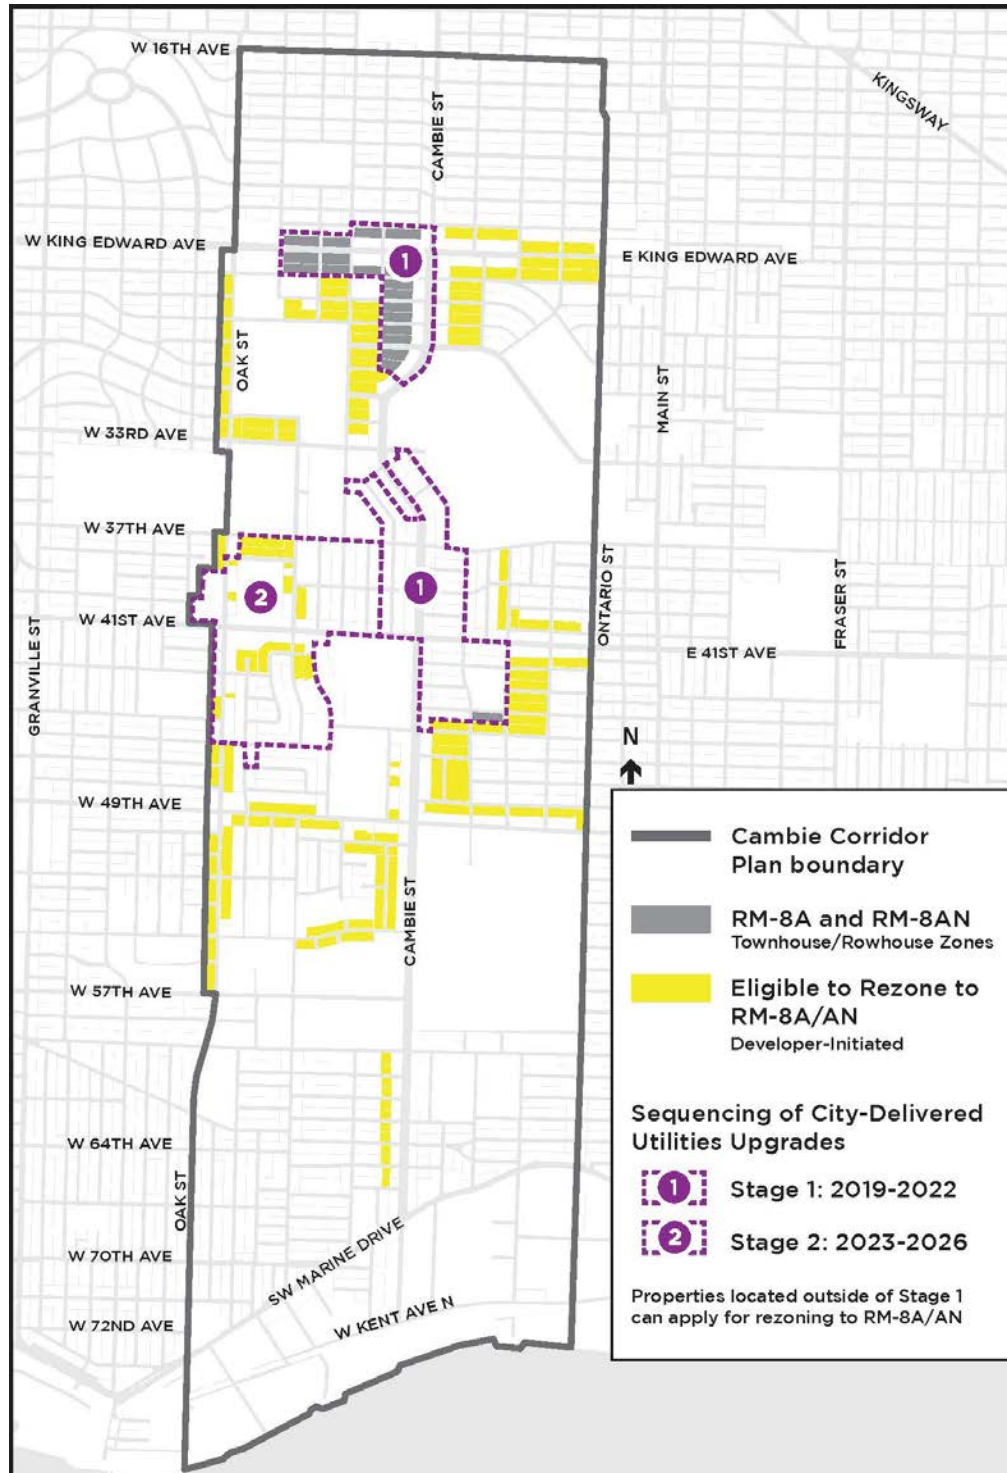 W 16TH AVE
CAMBIE ST
KINGSWAY
W KING EDWARD AVE
1
E KING EDWARD AVE
OAK ST
MAIN ST
W 33RD AVE
W 37TH AVE
2
1
ONTARIO ST
FRASER ST
W 41ST AVE
GRANVILLE ST
E 41ST AVE
N
W 49TH AVE
CAMBIE ST
W 57TH AVE
W 64TH AVE
OAK ST
SW MARINE DRIVE
W 70TH AVE
W KENT AVE N
W 72ND AVE
Cambie Corridor
Plan boundary
RM-8A and RM-8AN
Townhouse/Rowhouse Zones
Eligible to Rezone to
RM-8A/AN
Developer-Initiated
Sequencing of City-Delivered
Utilities Upgrades
1 Stage 1: 2019-2022
2 Stage 2: 2023-2026
Properties located outside of Stage 1
can apply for rezoning to RM-8A/AN